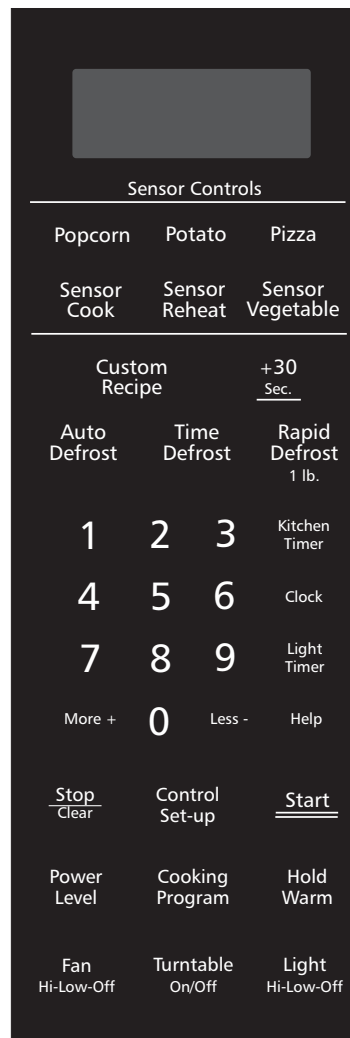 Sensor Controls
Popcorn Potato Pizza
Sensor Sensor Sensor
Cook Reheat Vegetable
Custom +30
Recipe Sec.
Auto Time Rapid
Defrost Defrost Defrost
1 lb.
1 2 3 Kitchen
Timer
4 5 6 Clock
7 8 9 Light
Timer
More + 0 Less - Help
Stop Control Start
Clear Set-up
Power Cooking Hold
Level Program Warm
Fan Turntable Light
Hi-Low-Off On/Off Hi-Low-Off